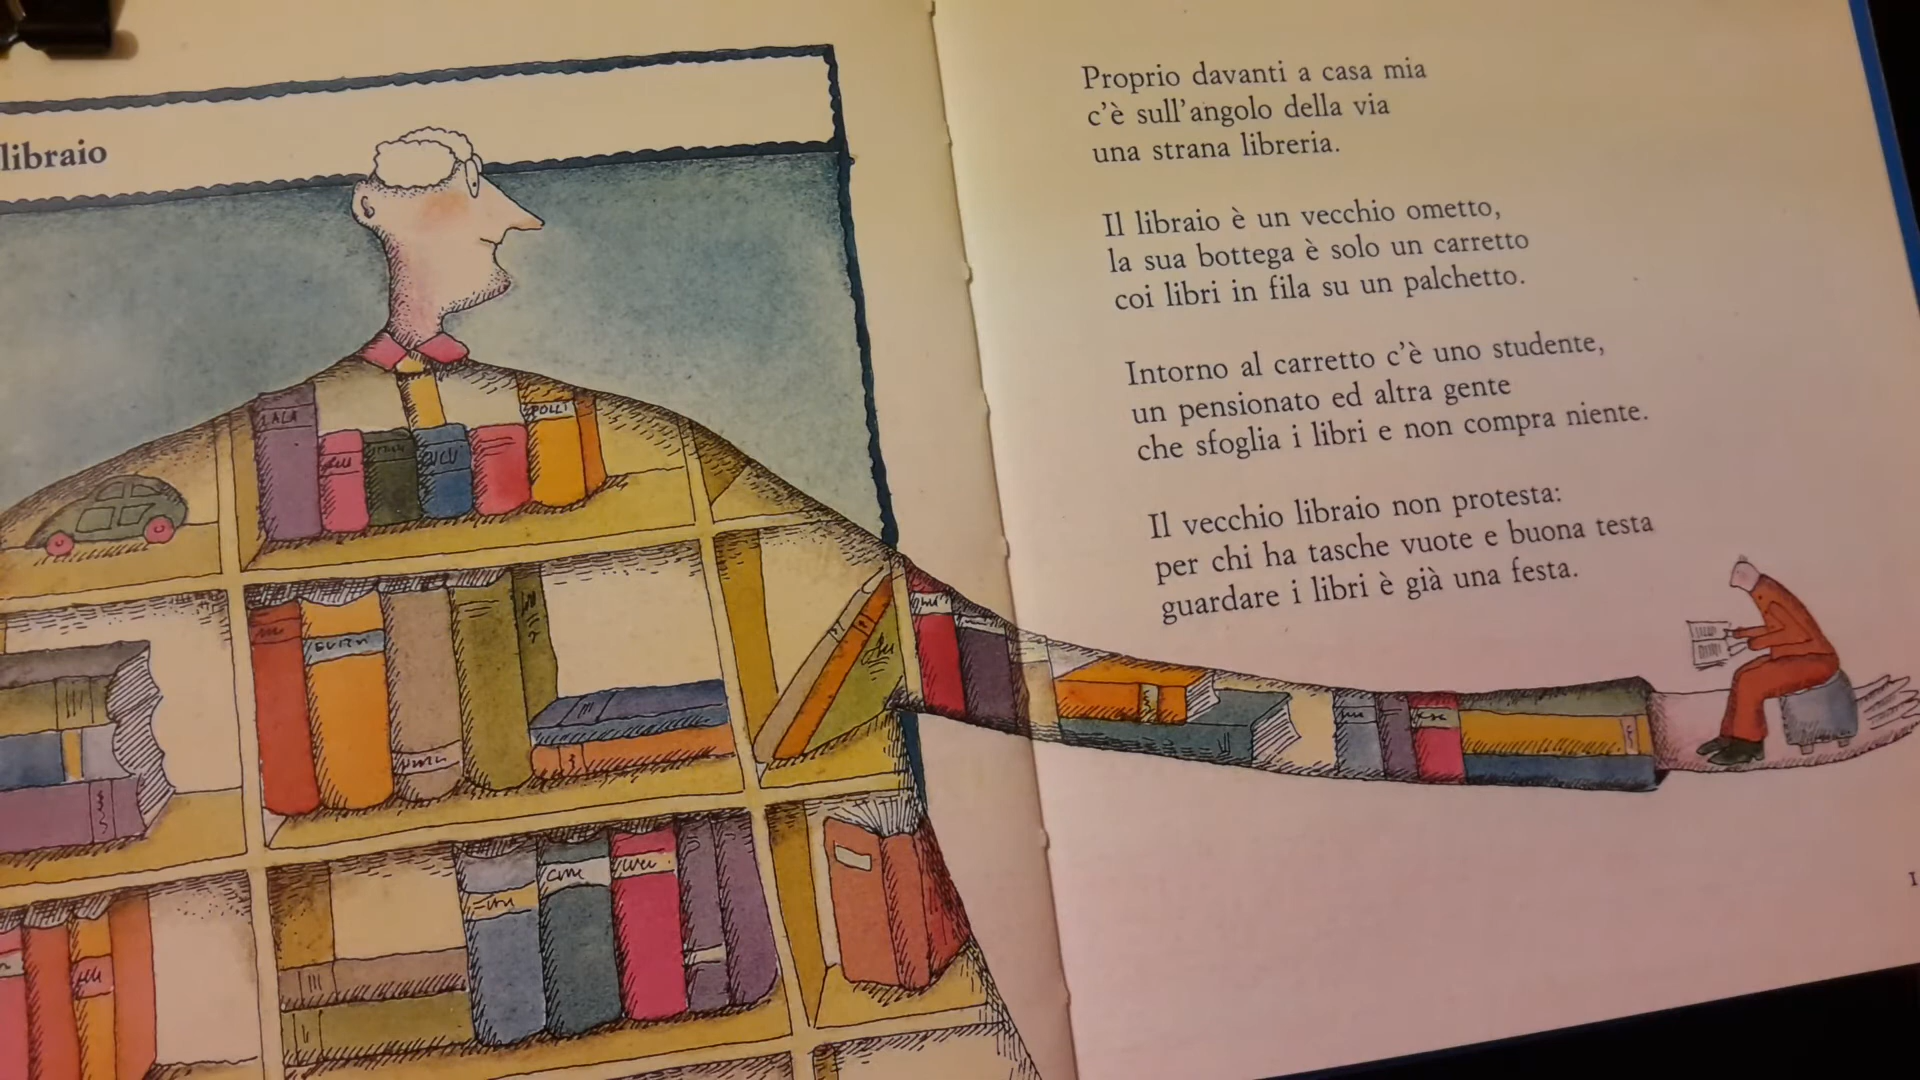 libraio
LALA
POLLI
Proprio davanti a casa mia
c'è sull'angolo della via
una strana libreria.
Il libraio è un vecchio ometto,
la sua bottega è solo un carretto
coi libri in fila su un palchetto.
Intorno al carretto c'è uno studente,
un pensionato ed altra gente
che sfoglia i libri e non compra niente.
Il vecchio libraio non protesta:
per chi ha tasche vuote e buona testa
guardare i libri è già una festa.